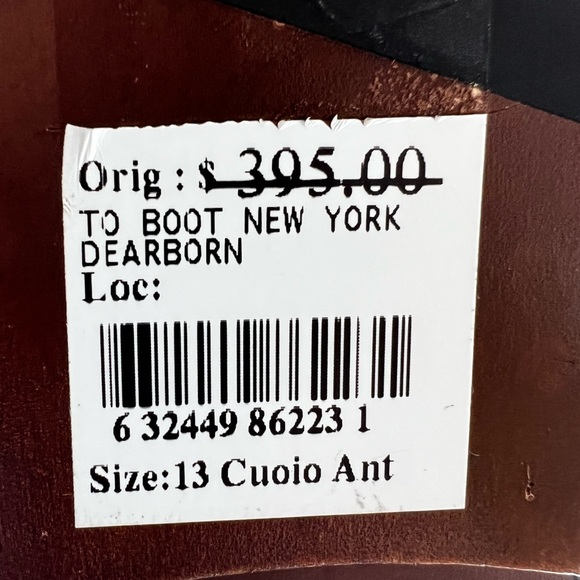 Orig : $ 395.00
TO BOOT NEW YORK
DEARBORN
Loc:
6 32449 86223 1
Size:13 Cuoio Ant